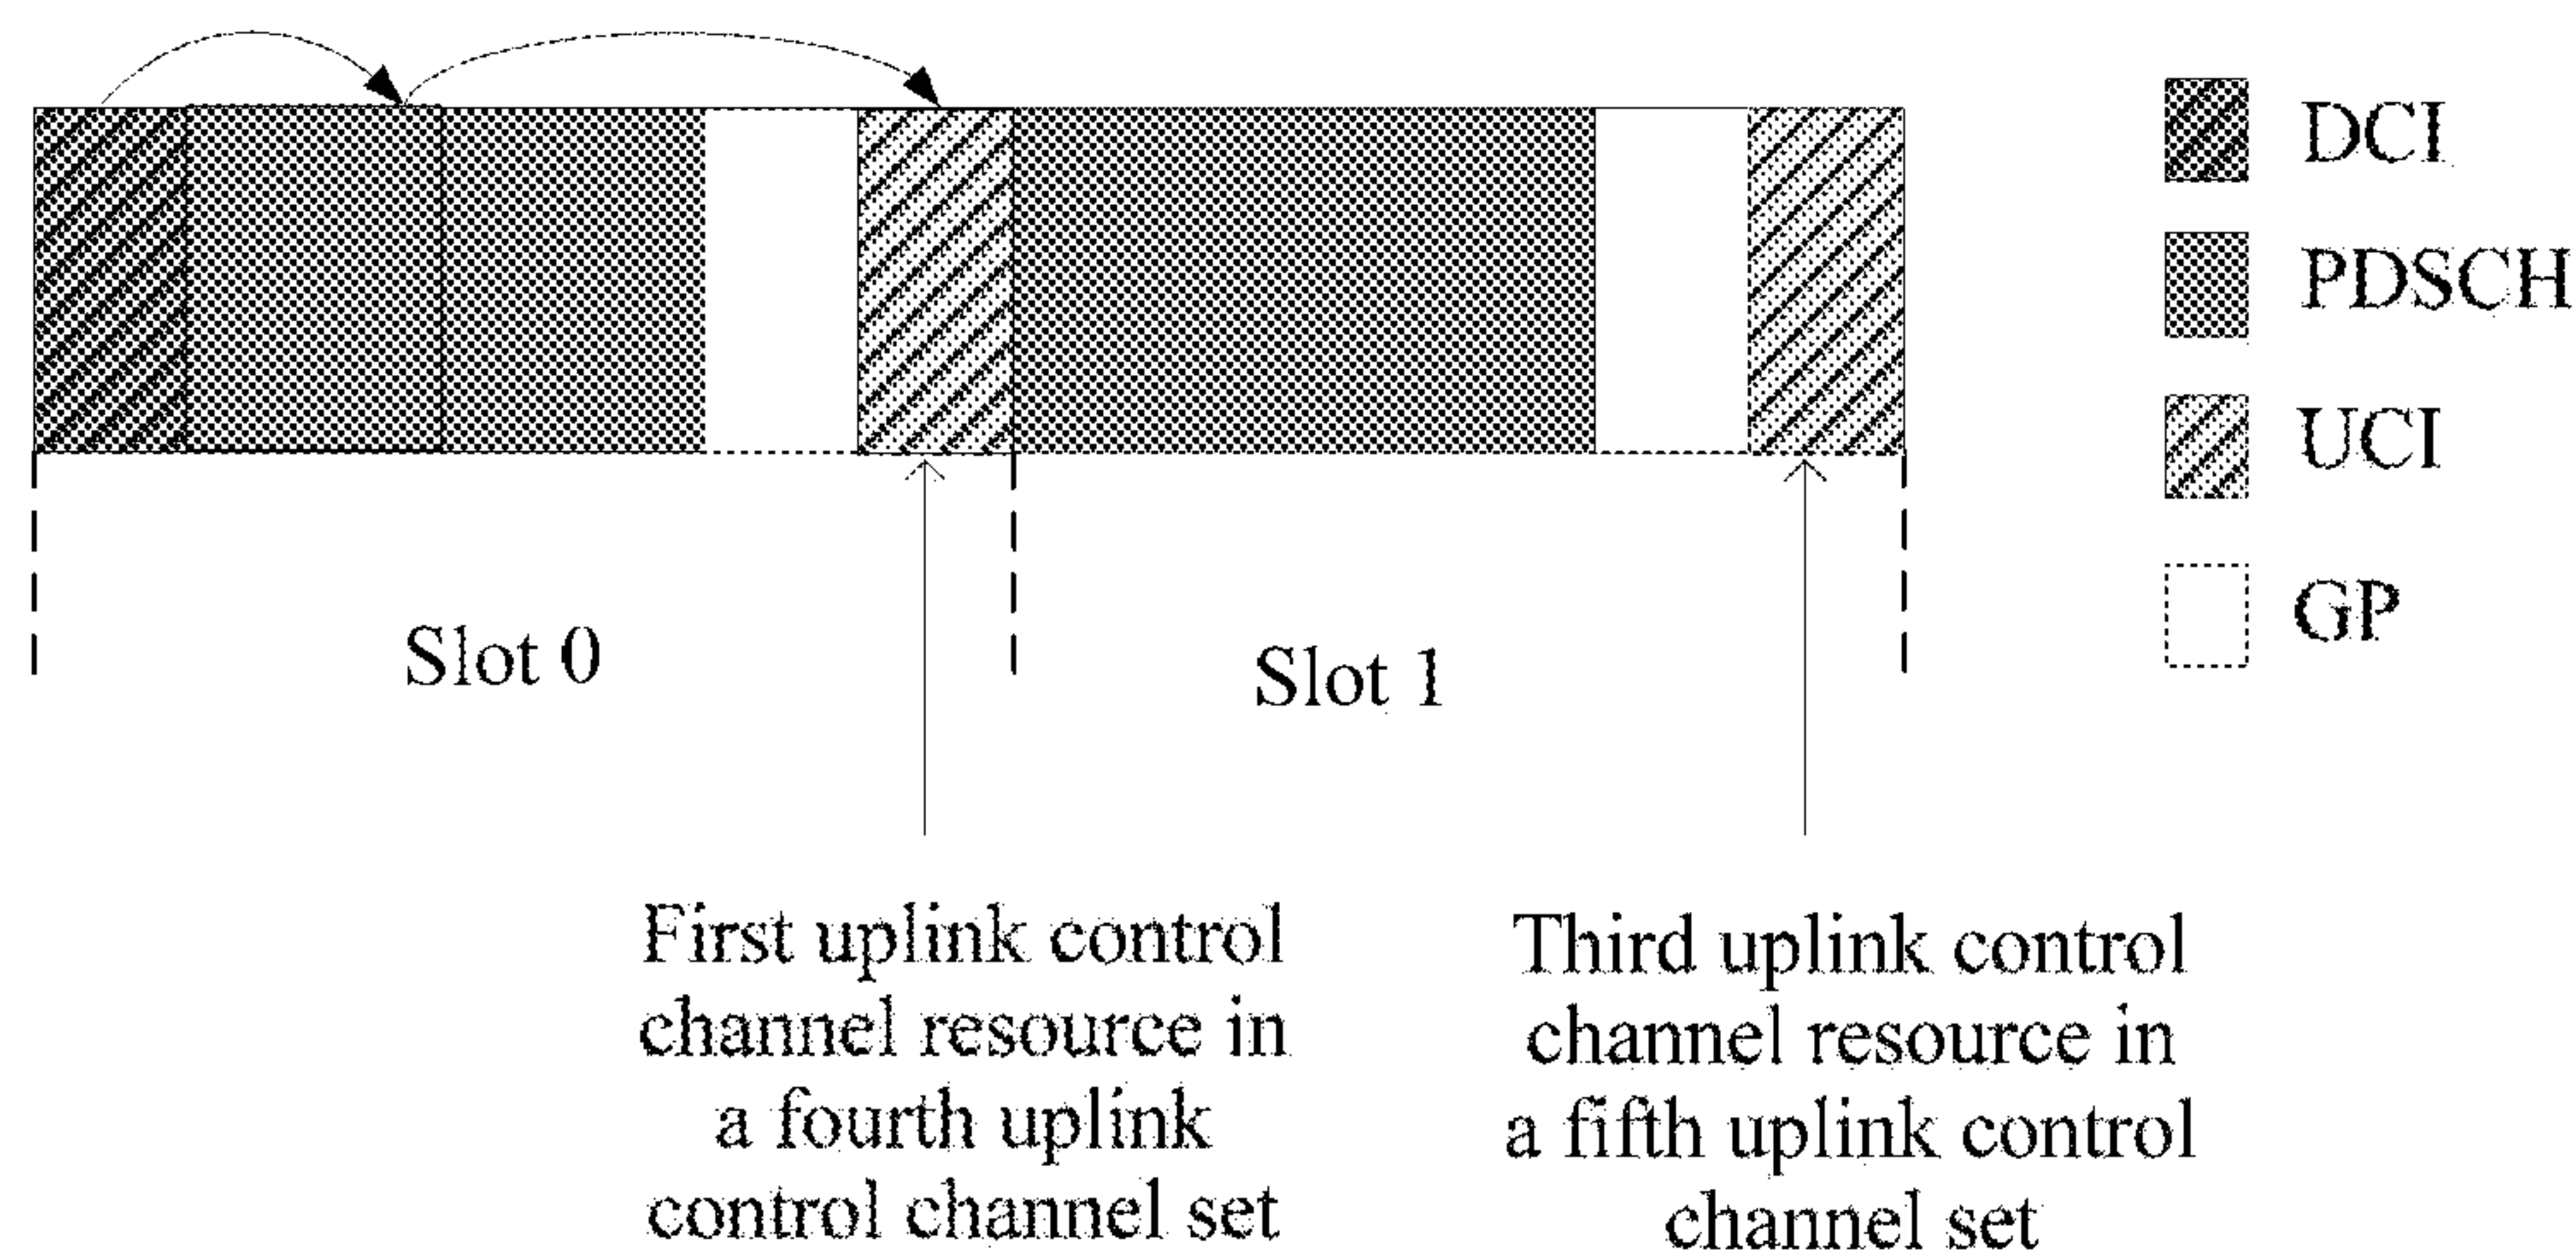 DCI
PDSCH
UCI
GP
Slot 0
Slot 1
First uplink control
channel resource in
a fourth uplink
control channel set
Third uplink control
channel resource in
a fifth uplink control
channel set